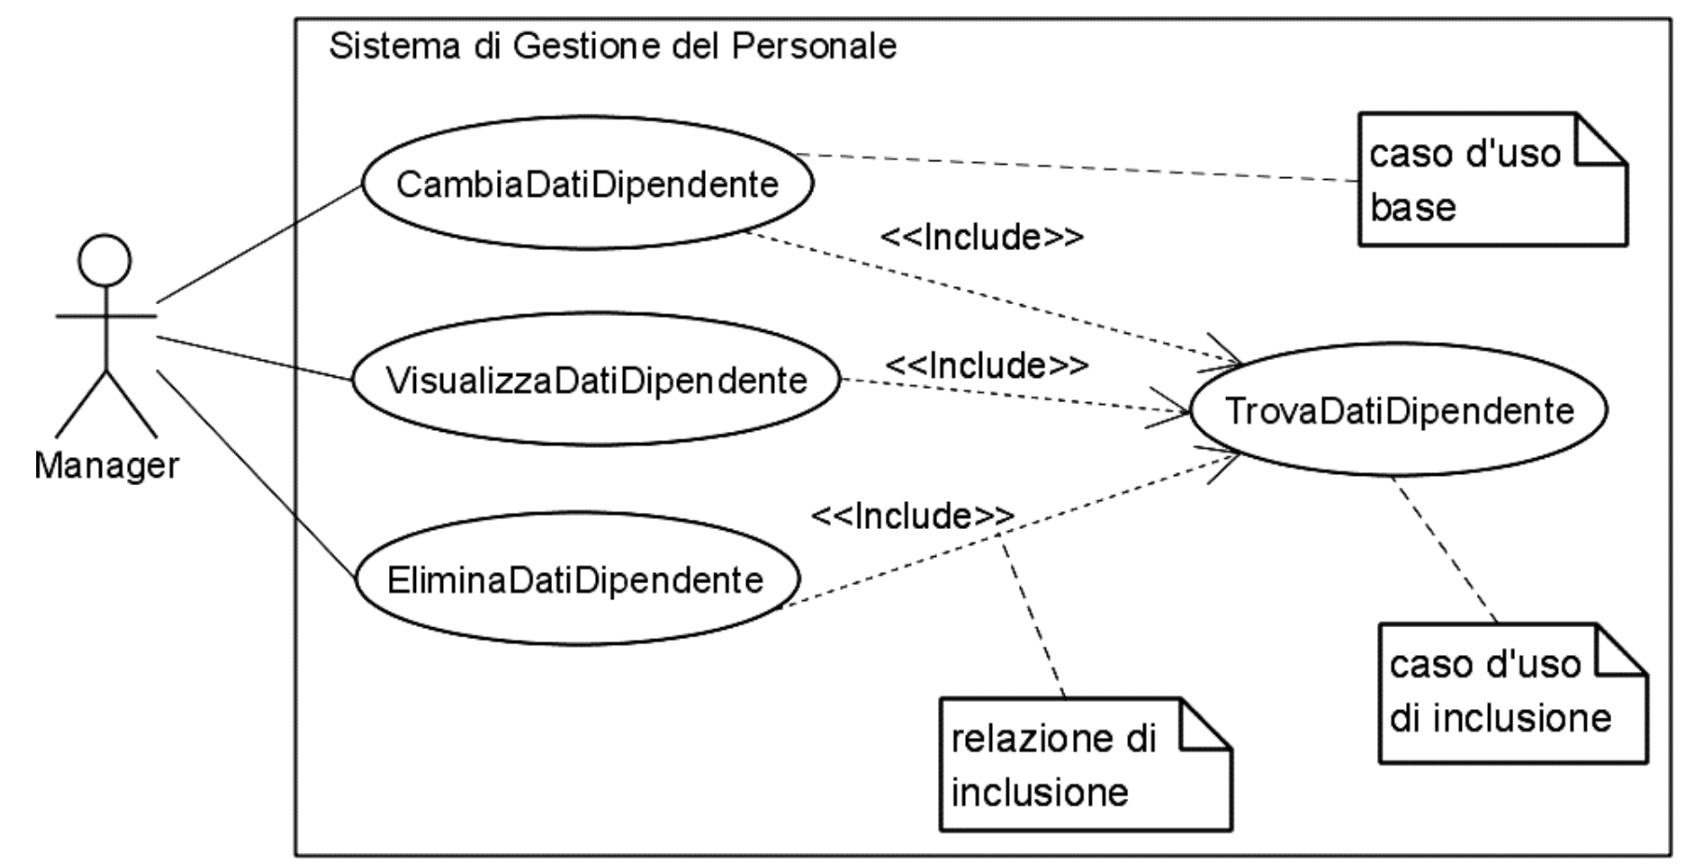 Sistema di Gestione del Personale
CambiaDatiDipendente
caso d'uso
base
<<Include>>
VisualizzaDatiDipendente
<<Include>>
TrovaDatiDipendente
Manager
<<Include>>
EliminaDatiDipendente
caso d'uso
di inclusione
relazione di
inclusione